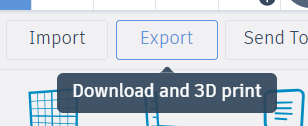 Import Export Send To
Download and 3D print